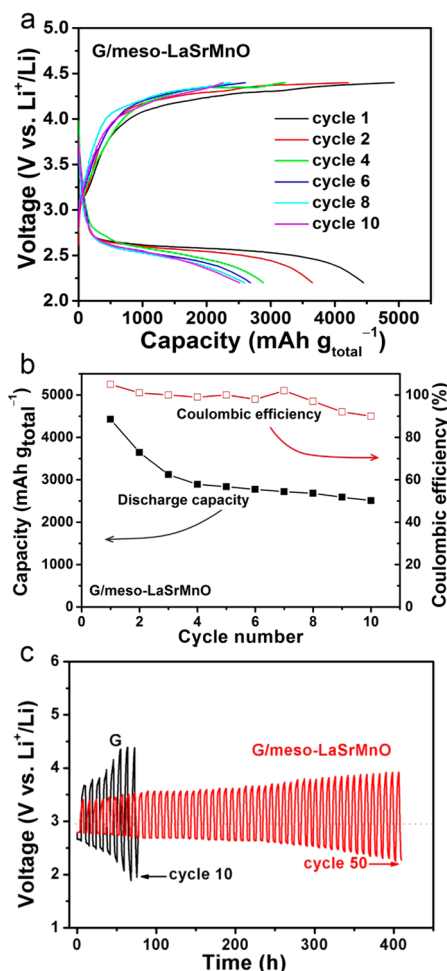 a
G/meso-LaSrMnO
cycle 1
cycle 2
cycle 4
cycle 6
cycle 8
cycle 10
Voltage (V vs. Li⁺/Li)
5.0
4.5
4.0
3.5
3.0
2.5
2.0
0 1000 2000 3000 4000 5000
Capacity (mAh g_total⁻¹)
b
Capacity (mAh g_total⁻¹)
5000
4000
3000
2000
1000
0
Coulombic efficiency
Discharge capacity
G/meso-LaSrMnO
100
80
60
40
20
0
Coulombic efficiency (%)
0 2 4 6 8 10
Cycle number
c
Voltage (V vs. Li⁺/Li)
6
5
4
3
2
1
G
G/meso-LaSrMnO
cycle 10
cycle 50
0 100 200 300 400
Time (h)